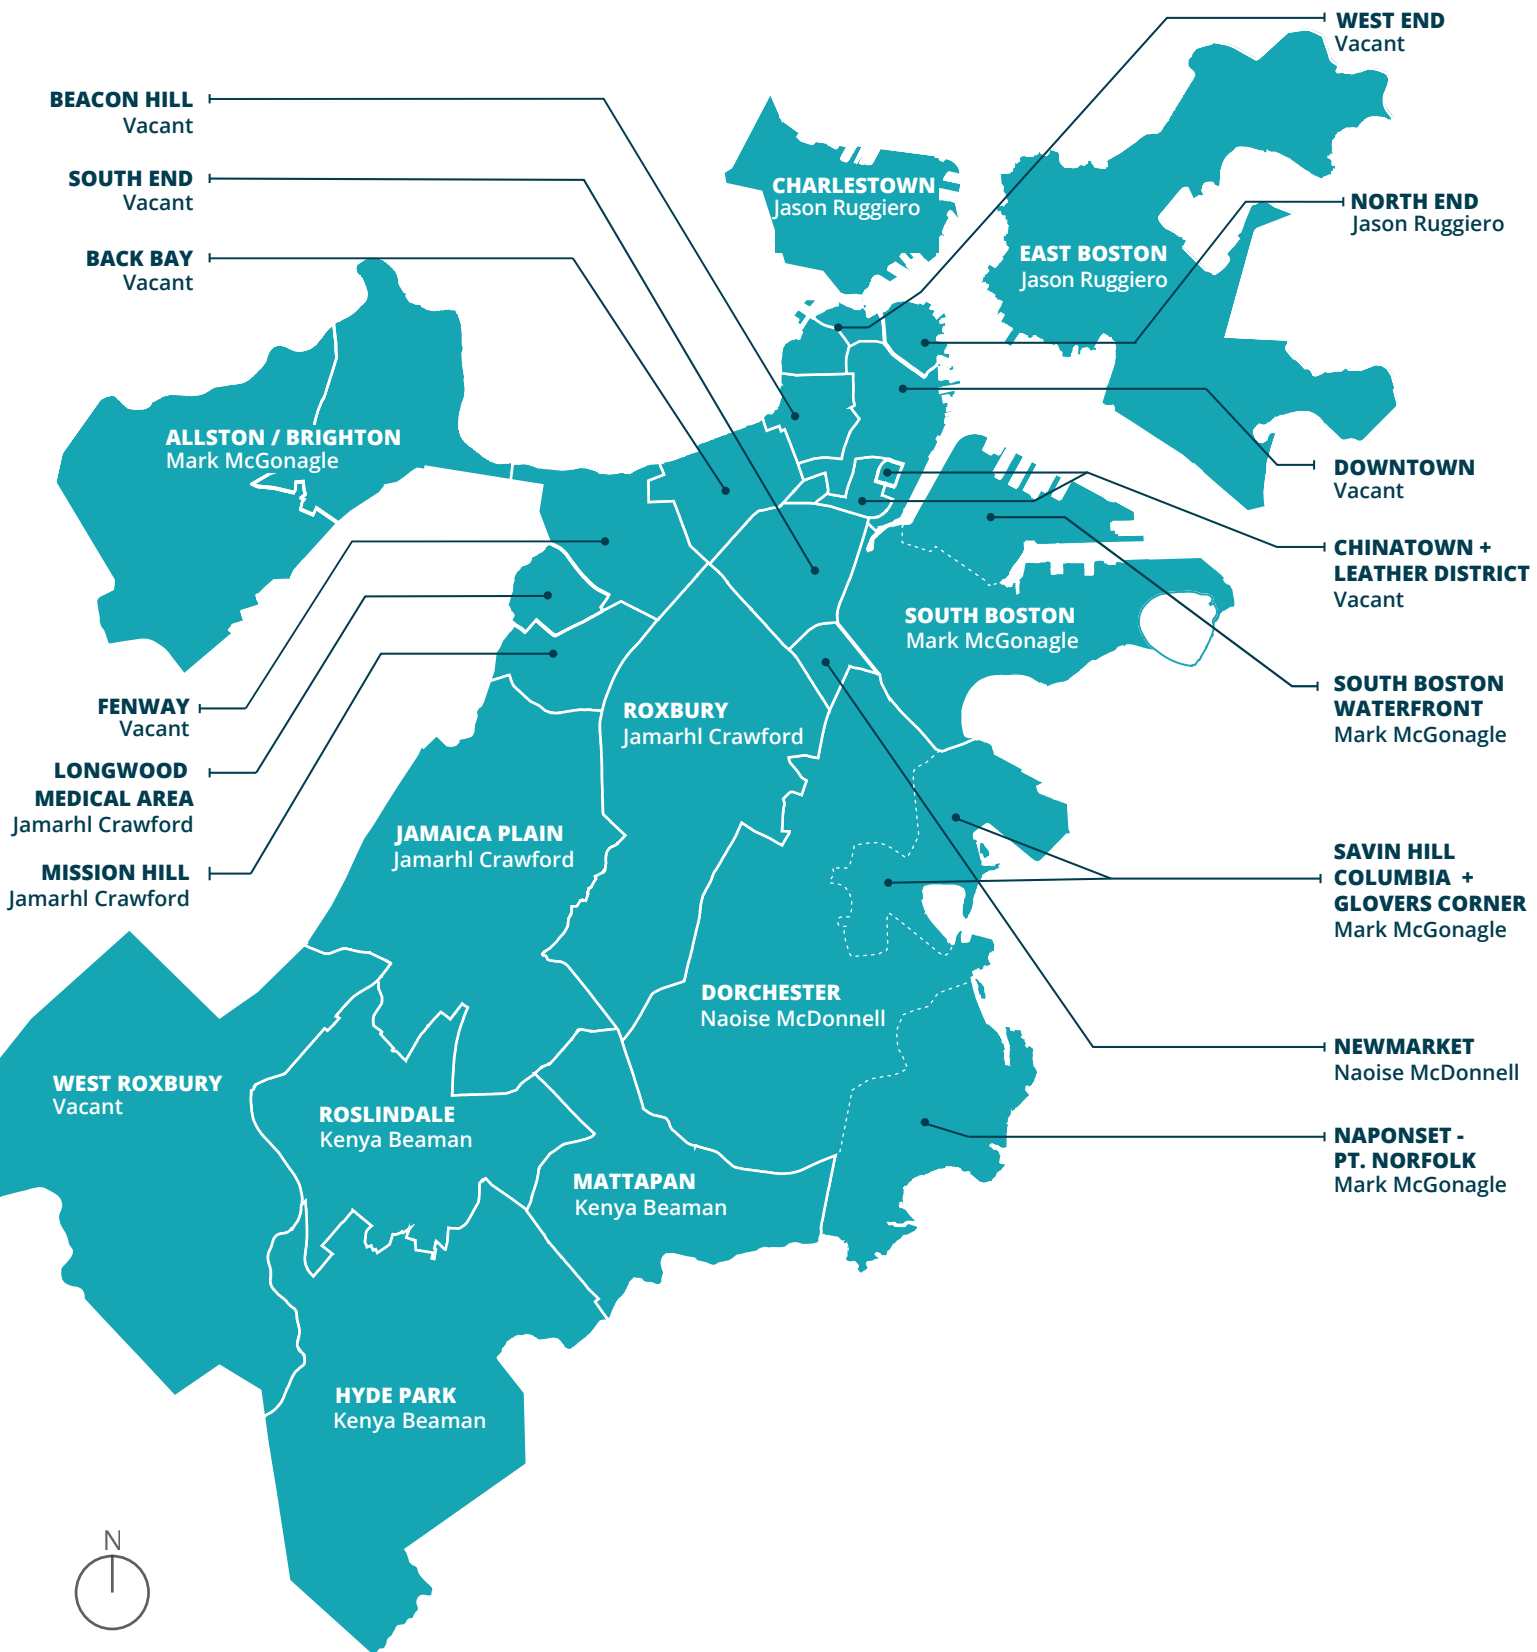 WEST END
Vacant
BEACON HILL
Vacant
SOUTH END
Vacant
BACK BAY
Vacant
CHARLESTOWN
Jason Ruggiero
EAST BOSTON
Jason Ruggiero
NORTH END
Jason Ruggiero
ALLSTON / BRIGHTON
Mark McGonagle
DOWNTOWN
Vacant
CHINATOWN +
LEATHER DISTRICT
Vacant
SOUTH BOSTON
Mark McGonagle
SOUTH BOSTON
WATERFRONT
Mark McGonagle
FENWAY
Vacant
LONGWOOD
MEDICAL AREA
Jamarhl Crawford
MISSION HILL
Jamarhl Crawford
ROXBURY
Jamarhl Crawford
JAMAICA PLAIN
Jamarhl Crawford
SAVIN HILL
COLUMBIA +
GLOVERS CORNER
Mark McGonagle
DORCHESTER
Naoise McDonnell
NEWMARKET
Naoise McDonnell
WEST ROXBURY
Vacant
ROSLINDALE
Kenya Beaman
MATTAPAN
Kenya Beaman
NAPONSET -
PT. NORFOLK
Mark McGonagle
HYDE PARK
Kenya Beaman
N